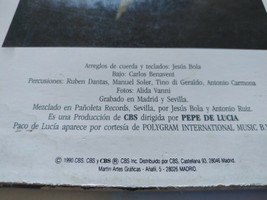 Arreglos de cuerda y teclados: Jesús Bola
Bajo: Carles Benavent
Percusiones: Ruben Dantas, Manuel Soler, Tino di Geraldo, Antonio Carmona
Fotos: Alida Vanni
Grabado en Madrid y Sevilla.
Mezclado en Pañoleta Records, Sevilla, por Jesús Bola y Antonio Ruiz.
Es una Producción de CBS dirigida por PEPE DE LUCIA
Paco de Lucía aparece por cortesía de POLYGRAM INTERNATIONAL MUSIC B.V
© 1990 CBS. CBS y CBS ® CBS Inc. Distribuido por CBS, Castellana 93, 28046 Madrid.
Martín Artes Gráficas - Añafil, 5 - 28026 MADRID.